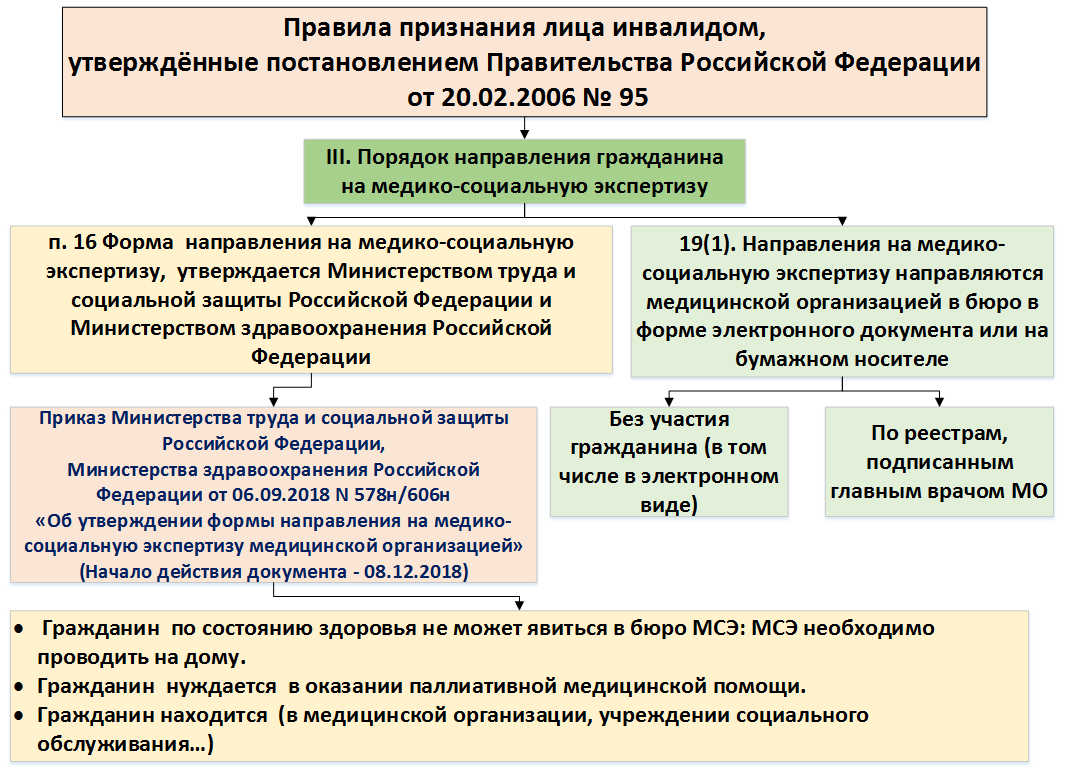 Правила признания лица инвалидом,
утверждённые постановлением Правительства Российской Федерации
от 20.02.2006 № 95
III. Порядок направления гражданина
на медико-социальную экспертизу
п. 16 Форма направления на медико-социальную
экспертизу, утверждается Министерством труда и
социальной защиты Российской Федерации и
Министерством здравоохранения Российской
Федерации
19(1). Направления на медико-
социальную экспертизу направляются
медицинской организацией в бюро в
форме электронного документа или на
бумажном носителе
Приказ Министерства труда и социальной защиты
Российской Федерации,
Министерства здравоохранения Российской
Федерации от 06.09.2018 N 578н/606н
«Об утверждении формы направления на медико-
социальную экспертизу медицинской организацией»
(Начало действия документа - 08.12.2018)
Без участия
гражданина (в том
числе в электронном
виде)
По реестрам,
подписанным
главным врачом МО
• Гражданин по состоянию здоровья не может явиться в бюро МСЭ: МСЭ необходимо
проводить на дому.
• Гражданин нуждается в оказании паллиативной медицинской помощи.
• Гражданин находится (в медицинской организации, учреждении социального
обслуживания…)